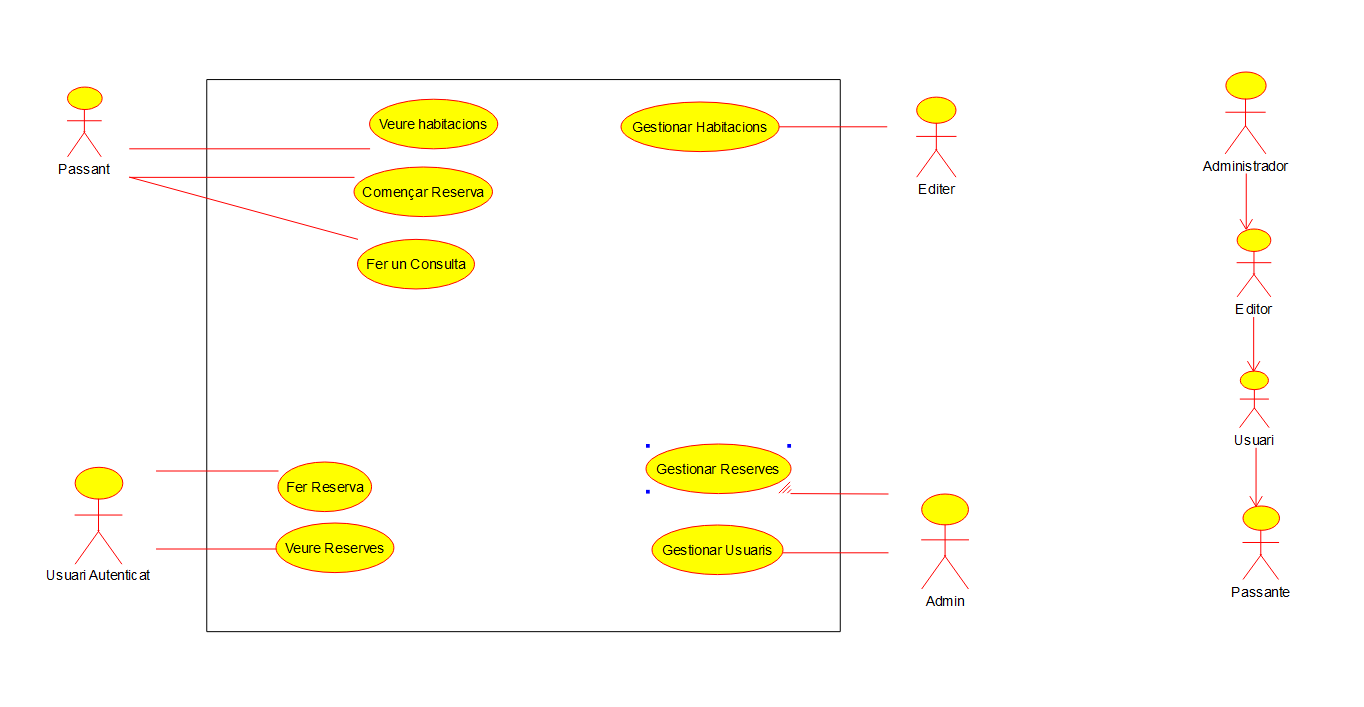 Veure habitacions
Gestionar Habitacions
Passant
Administrador
Començar Reserva
Editer
Fer un Consulta
Editor
Usuari
Gestionar Reserves
Fer Reserva
Veure Reserves
Gestionar Usuaris
Usuari Autenticat
Passante
Admin